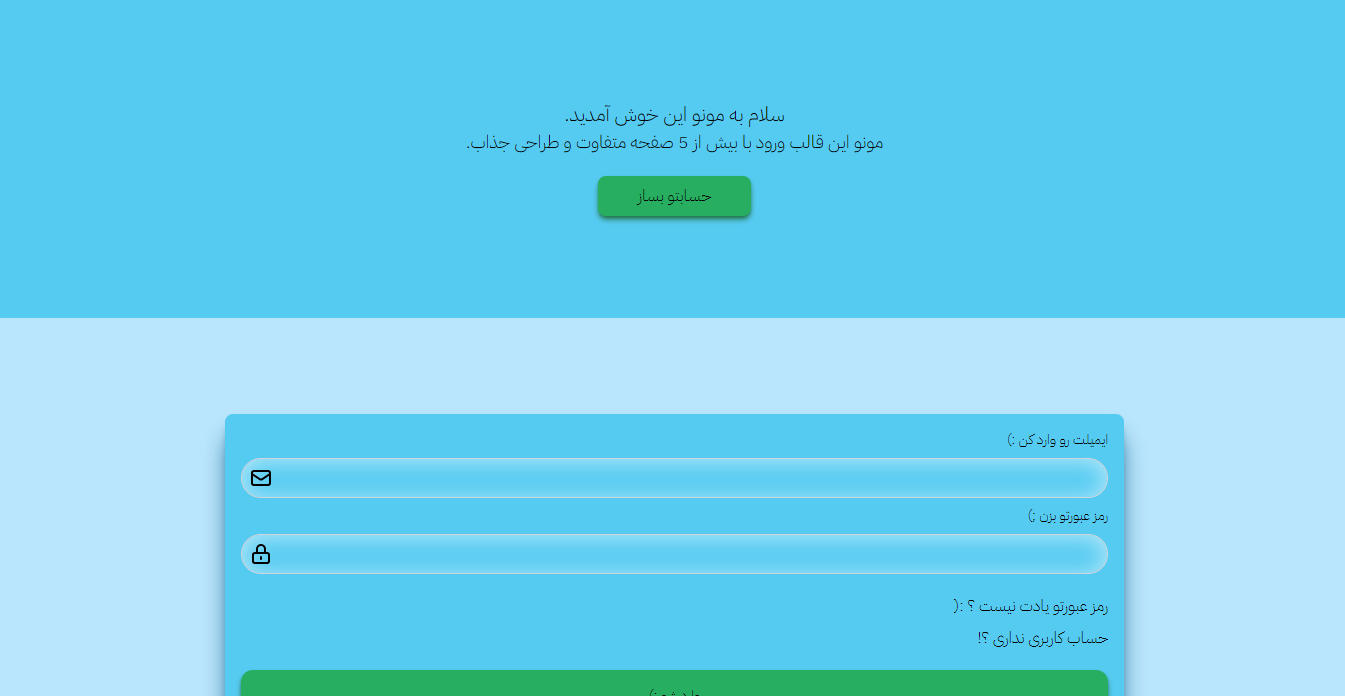 سلام به مونو این خوش آمدید.
مونو این قالب ورود با بیش از 5 صفحه متفاوت و طراحی جذاب.
حسابتو بساز
ایمیلت رو وارد کن :)
رمز عبورتو بزن ;)
رمز عبورتو یادت نیست ؟ :(
حساب کاربری نداری ؟!